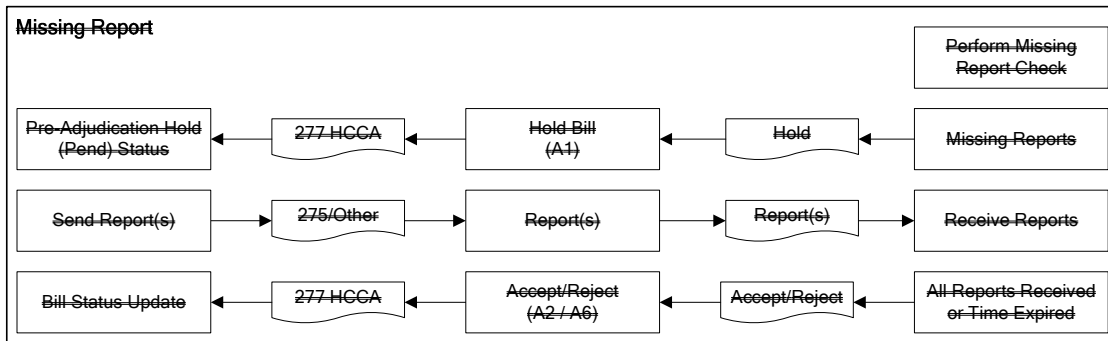 Missing Report
Perform Missing
Report Check
Pre-Adjudication Hold
(Pend) Status
277 HCCA
Hold Bill
(A1)
Hold
Missing Reports
Send Report(s)
275/Other
Report(s)
Report(s)
Receive Reports
Bill Status Update
277 HCCA
Accept/Reject
(A2 / A6)
Accept/Reject
All Reports Received
or Time Expired